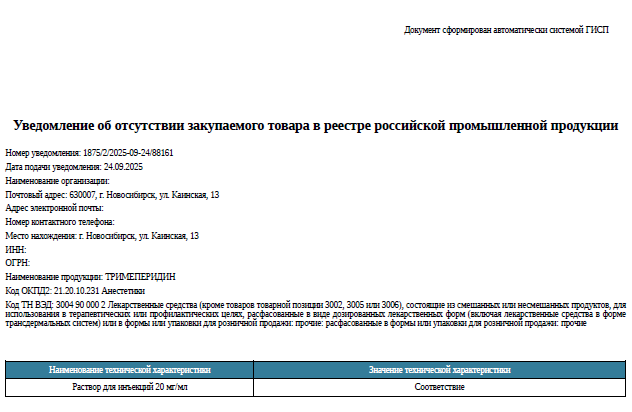 Документ сформирован автоматически системой ГИСП
Уведомление об отсутствии закупаемого товара в реестре российской промышленной продукции
Номер уведомления: 1875/2/2025-09-24/88161
Дата подачи уведомления: 24.09.2025
Наименование организации:
Почтовый адрес: 630007, г. Новосибирск, ул. Каинская, 13
Адрес электронной почты:
Номер контактного телефона:
Место нахождения: г. Новосибирск, ул. Каинская, 13
ИНН:
ОГРН:
Наименование продукции: ТРИМЕПЕРИДИН
Код ОКПД2: 21.20.10.231 Анестетики
Код ТН ВЭД: 3004 90 000 2 Лекарственные средства (кроме товаров товарной позиции 3002, 3005 или 3006), состоящие из смешанных или несмешанных продуктов, для
использования в терапевтических или профилактических целях, расфасованные в виде дозированных лекарственных форм (включая лекарственные средства в форме
трансдермальных систем) или в формы или упаковки для розничной продажи: прочие: расфасованные в формы или упаковки для розничной продажи: прочие
Наименование технической характеристики Значение технической характеристики
Раствор для инъекций 20 мг/мл Соответствие